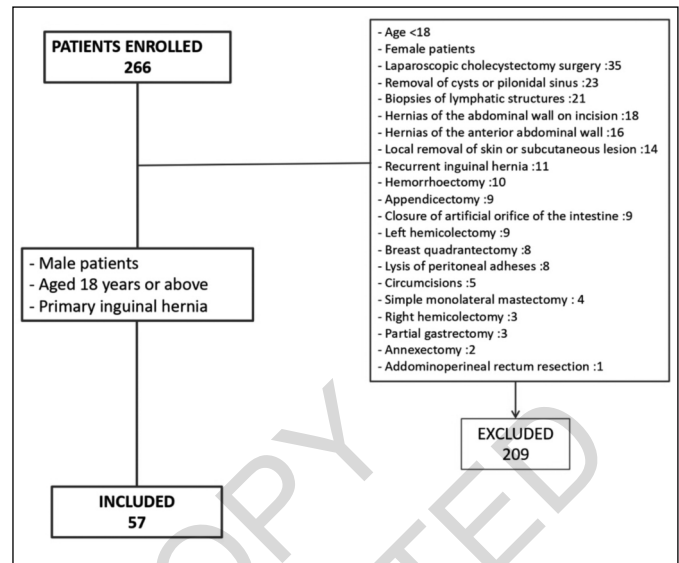 PATIENTS ENROLLED
266
- Age <18
- Female patients
- Laparoscopic cholecystectomy surgery :35
- Removal of cysts or pilonidal sinus :23
- Biopsies of lymphatic structures :21
- Hernias of the abdominal wall on incision :18
- Hernias of the anterior abdominal wall :16
- Local removal of skin or subcutaneous lesion :14
- Recurrent inguinal hernia :11
- Hemorrhoectomy :10
- Appendicectomy :9
- Closure of artificial orifice of the intestine :9
- Left hemicolectomy :9
- Breast quadrantectomy :8
- Lysis of peritoneal adheses :8
- Circumcisions :5
- Simple monolateral mastectomy : 4
- Right hemicolectomy :3
- Partial gastrectomy :3
- Annexectomy :2
- Addominoperineal rectum resection :1
- Male patients
- Aged 18 years or above
- Primary inguinal hernia
EXCLUDED
209
INCLUDED
57